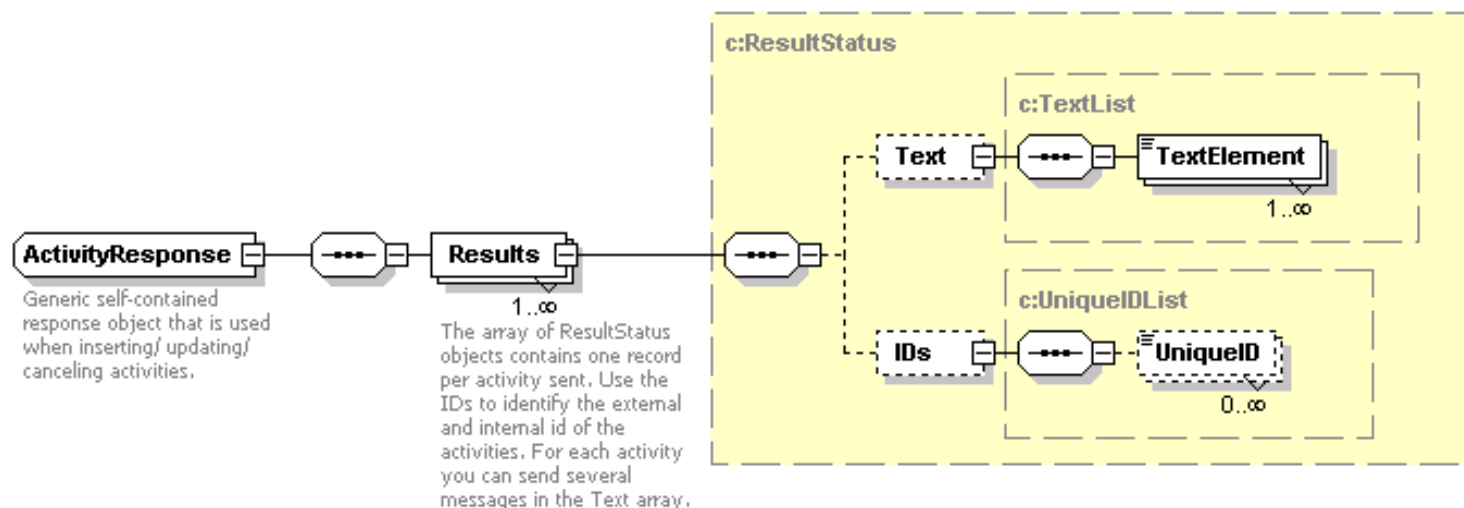 c:ResultStatus
c:TextList
Text
TextElement
1..∞
ActivityResponse
Generic self-contained
response object that is used
when inserting/ updating/
canceling activities.
Results
1..∞
The array of ResultStatus
objects contains one record
per activity sent. Use the
IDs to identify the external
and internal id of the
activities. For each activity
you can send several
messages in the Text array.
c:UniqueIDList
IDs
UniqueID
0..∞